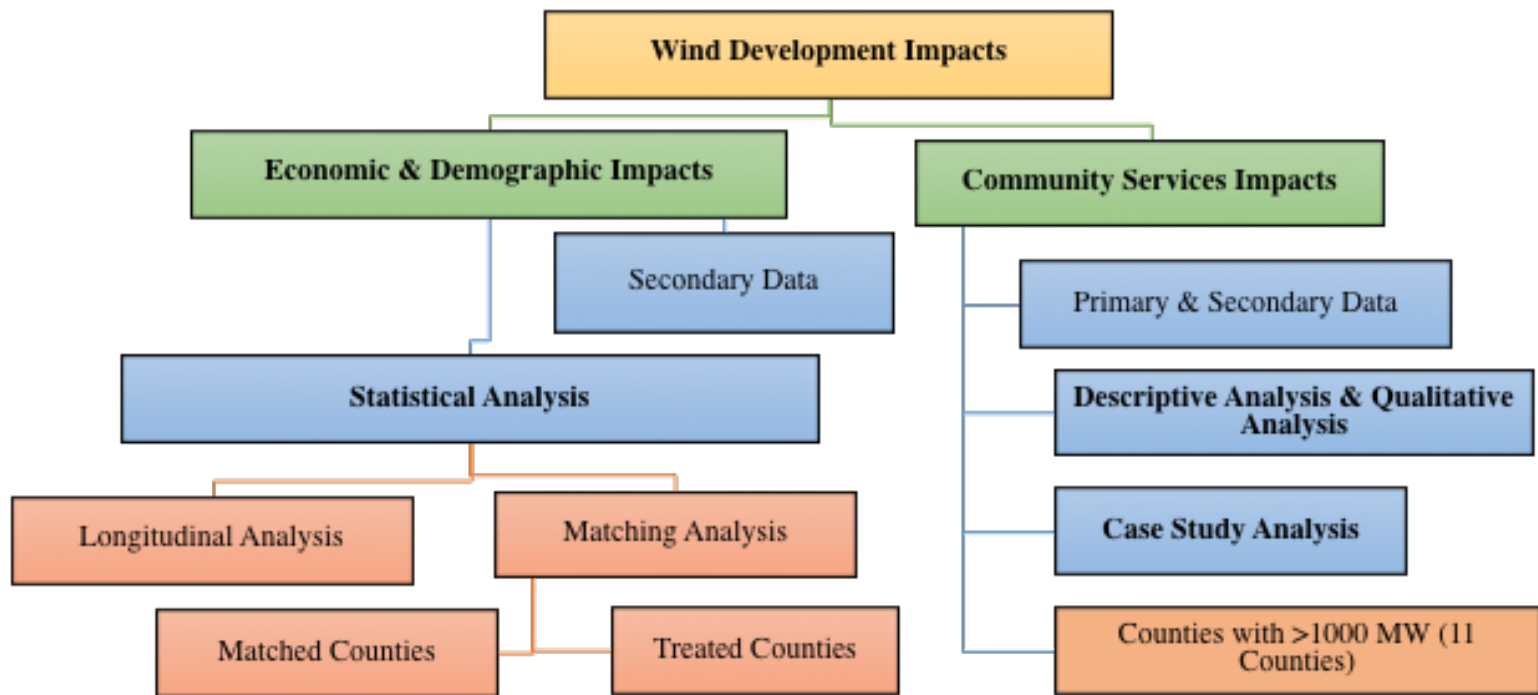 Wind Development Impacts
Economic & Demographic Impacts
Community Services Impacts
Secondary Data
Primary & Secondary Data
Statistical Analysis
Descriptive Analysis & Qualitative
Analysis
Longitudinal Analysis
Matching Analysis
Case Study Analysis
Matched Counties
Treated Counties
Counties with >1000 MW (11
Counties)